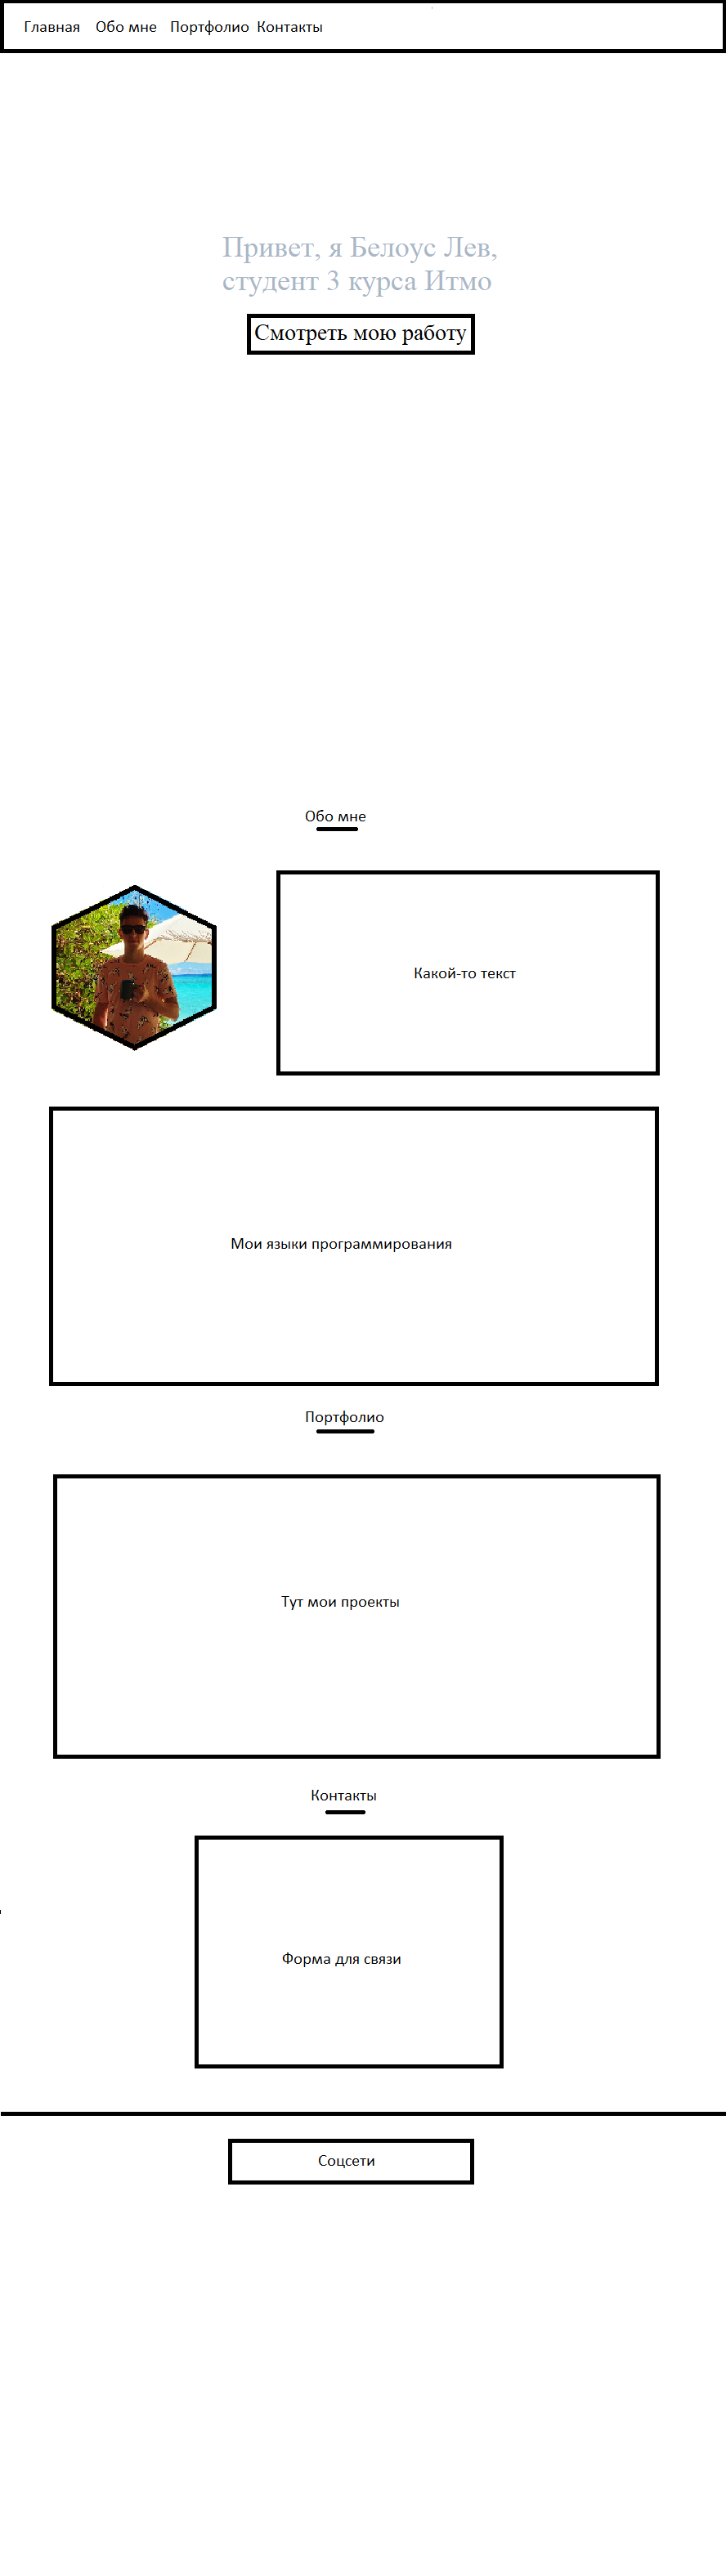 Главная Обо мне Портфолио Контакты
Привет, я Белоус Лев,
студент 3 курса Итмо
Смотреть мою работу
Обо мне
Какой-то текст
Мои языки программирования
Портфолио
Тут мои проекты
Контакты
Форма для связи
Соцсети